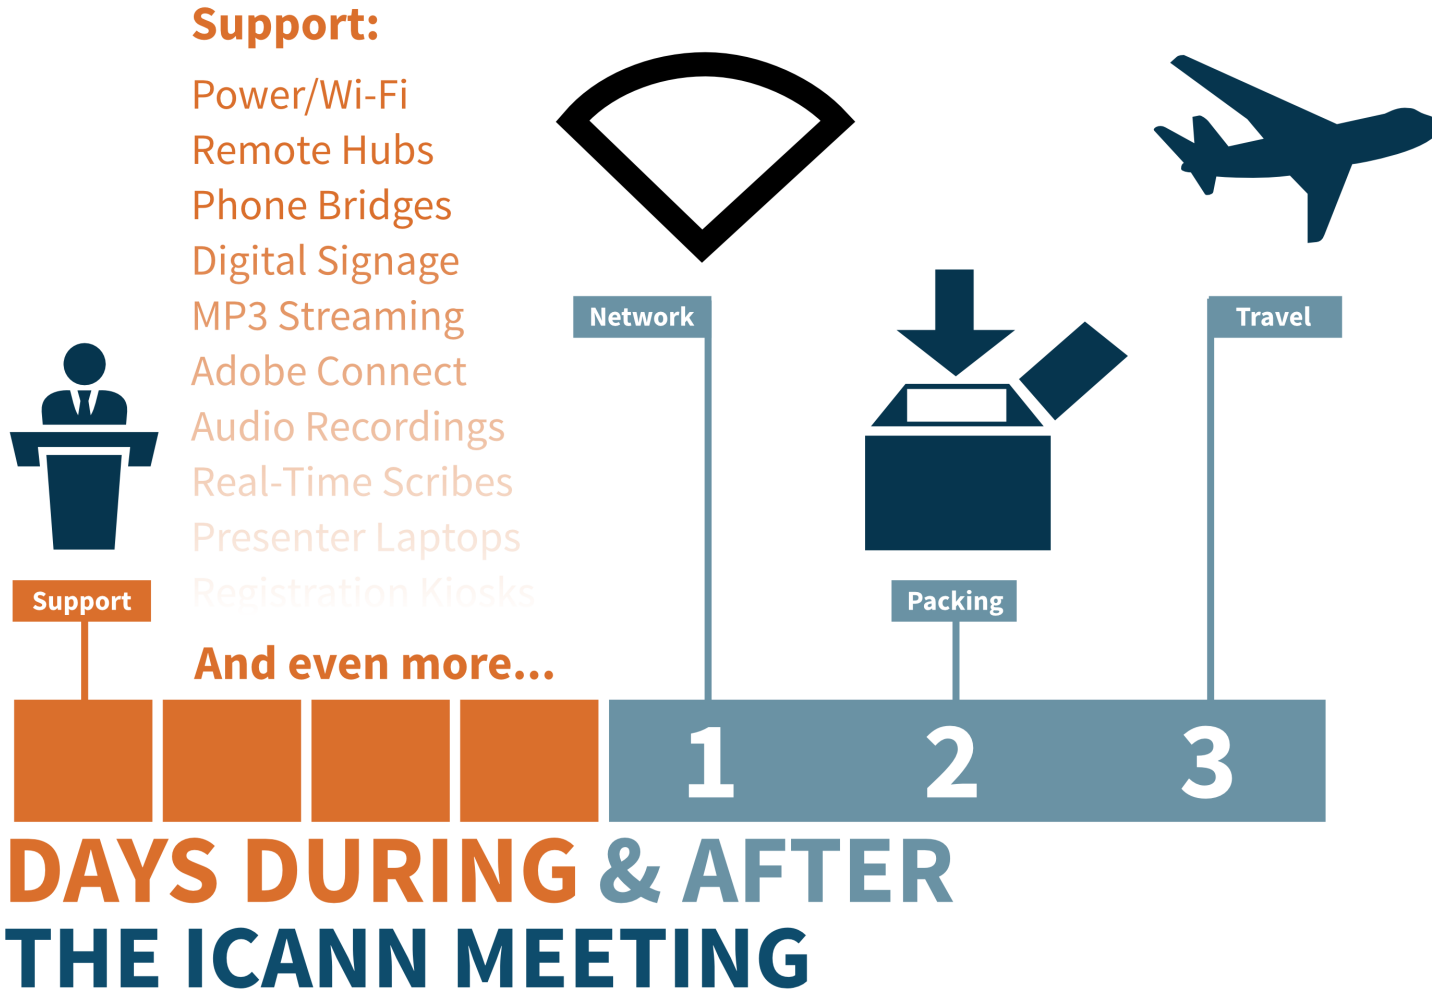 Support:
Power/Wi-Fi
Remote Hubs
Phone Bridges
Digital Signage
MP3 Streaming
Adobe Connect
Audio Recordings
Real-Time Scribes
Presenter Laptops
Registration Kiosks
And even more...
Support
Network
Packing
Travel
1
2
3
DAYS DURING & AFTER
THE ICANN MEETING